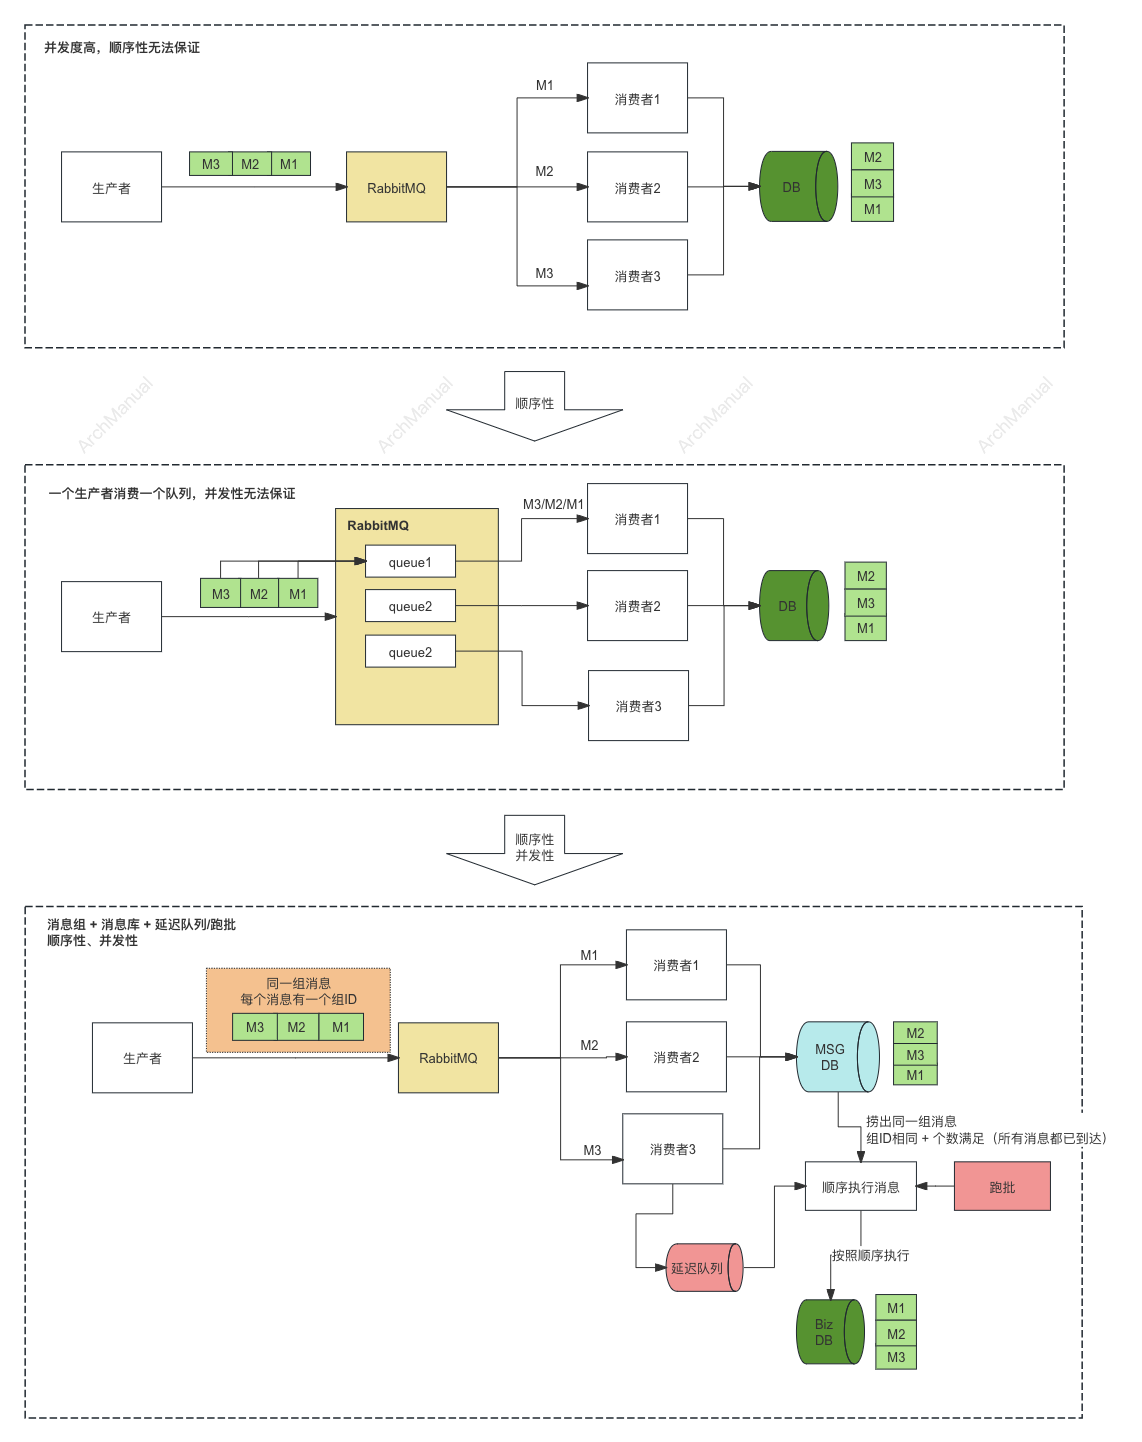 并发度高，顺序性无法保证
M1
消费者1
M3 M2 M1
生产者
RabbitMQ
M2
消费者2
DB
M2
M3
M1
M3
消费者3
顺序性
ArchManual
ArchManual
ArchManual
ArchManual
一个生产者消费一个队列，并发性无法保证
RabbitMQ
M3/M2/M1
消费者1
queue1
M3 M2 M1
生产者
queue2
消费者2
DB
M2
M3
M1
queue2
消费者3
顺序性
并发性
消息组 + 消息库 + 延迟队列/跑批
顺序性、并发性
同一组消息
每个消息有一个组ID
M3 M2 M1
生产者
RabbitMQ
M1
消费者1
M2
消费者2
M3
消费者3
MSG
DB
M2
M3
M1
捞出同一组消息
组ID相同 + 个数满足（所有消息都已到达）
顺序执行消息
跑批
延迟队列
按照顺序执行
Biz
DB
M1
M2
M3